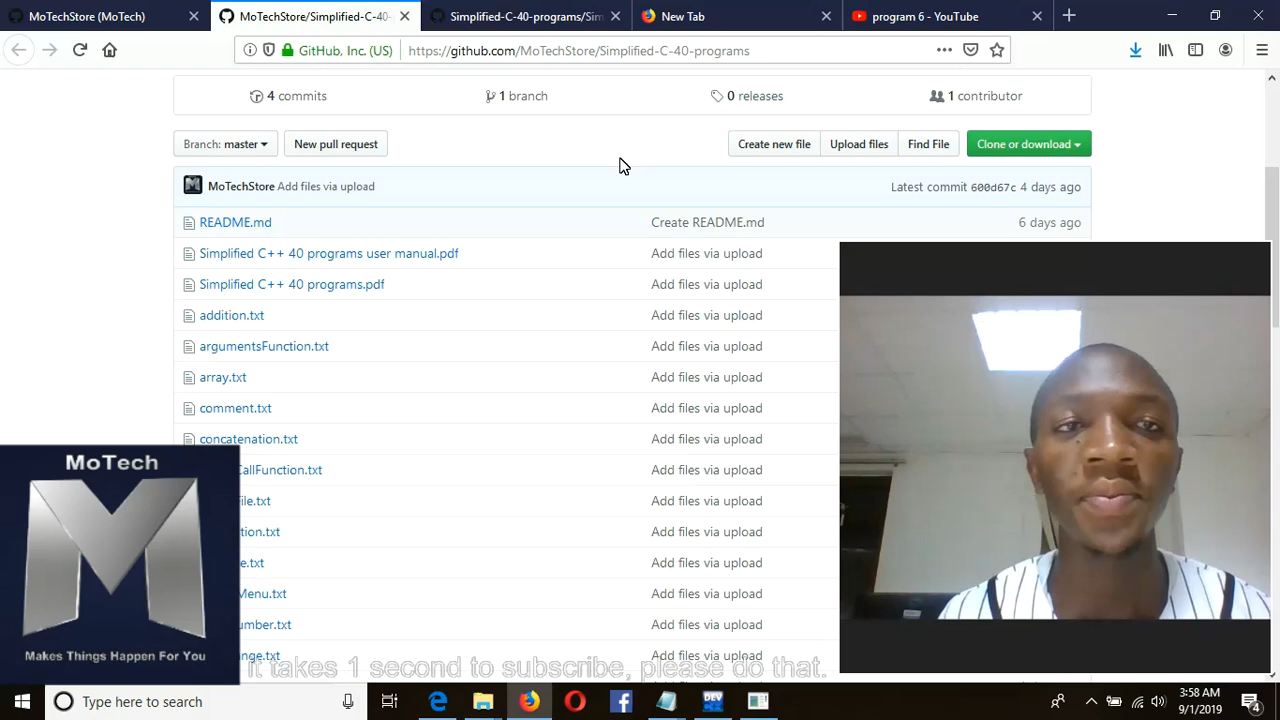 MoTechStore (MoTech)
MoTechStore/Simplified-C-40-
Simplified-C-40-programs/Sim
New Tab
program 6 - YouTube
GitHub, Inc. (US)
https://github.com/MoTechStore/Simplified-C-40-programs
4 commits
1 branch
0 releases
1 contributor
Branch: master
New pull request
Create new file
Upload files
Find File
Clone or download
MoTechStore Add files via upload
Latest commit 600d67c 4 days ago
README.md
Create README.md
6 days ago
Simplified C++ 40 programs user manual.pdf
Add files via upload
Simplified C++ 40 programs.pdf
Add files via upload
addition.txt
Add files via upload
argumentsFunction.txt
Add files via upload
array.txt
Add files via upload
comment.txt
Add files via upload
concatenation.txt
Add files via upload
CallFunction.txt
Add files via upload
File.txt
Add files via upload
tion.txt
Add files via upload
e.txt
Add files via upload
Menu.txt
Add files via upload
umber.txt
Add files via upload
nge.txt
Add files via upload
MoTech
M
Makes Things Happen For You
it takes 1 second to subscribe, please do that.
Type here to search
DEV
3:58 AM
9/1/2019
4